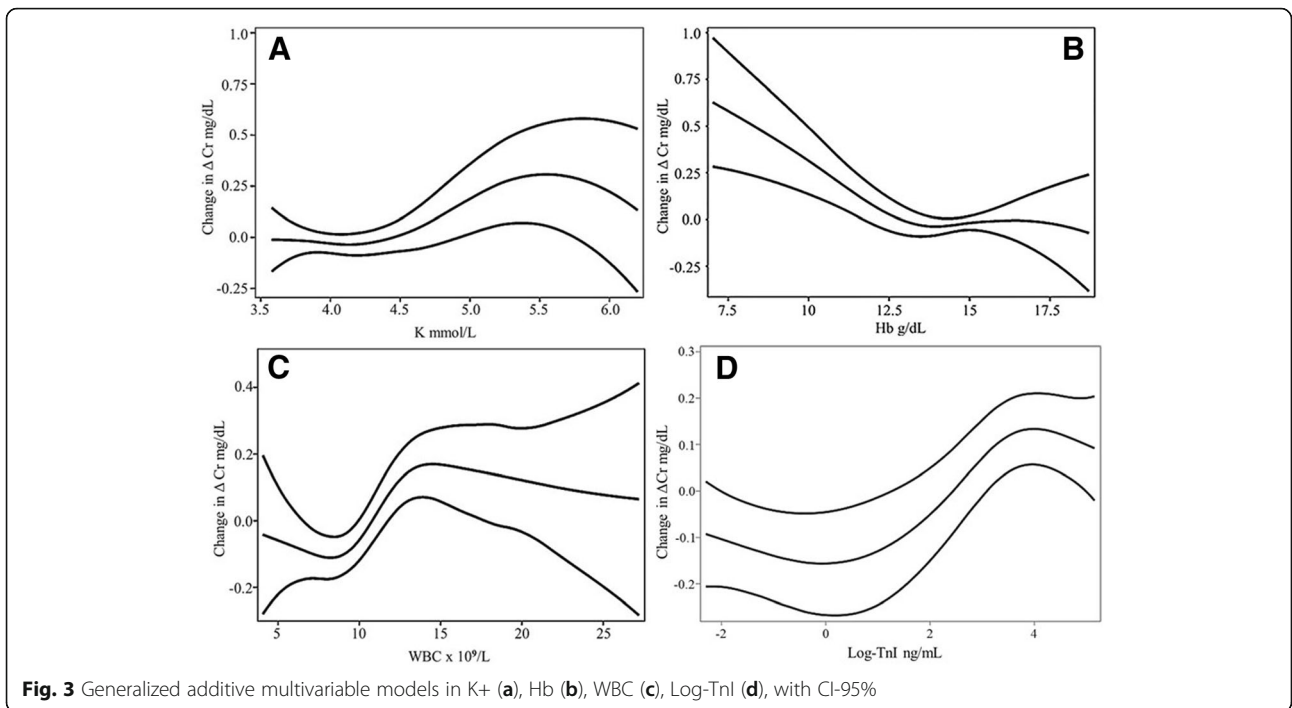 A
1.0
0.75
0.5
0.25
0.0
-0.25
Change in Δ Cr mg/dL
3.5 4.0 4.5 5.0 5.5 6.0
K mmol/L
B
1.0
0.75
0.5
0.25
0.0
-0.25
Change in Δ Cr mg/dL
7.5 10 12.5 15 17.5
Hb g/dL
C
0.4
0.2
0.0
-0.2
Change in Δ Cr mg/dL
5 10 15 20 25
WBC x 10⁹/L
D
0.3
0.2
0.1
0.0
-0.1
-0.2
Change in ΔCr mg/dL
-2 0 2 4
Log-TnI ng/mL
Fig. 3 Generalized additive multivariable models in K+ (a), Hb (b), WBC (c), Log-TnI (d), with CI-95%